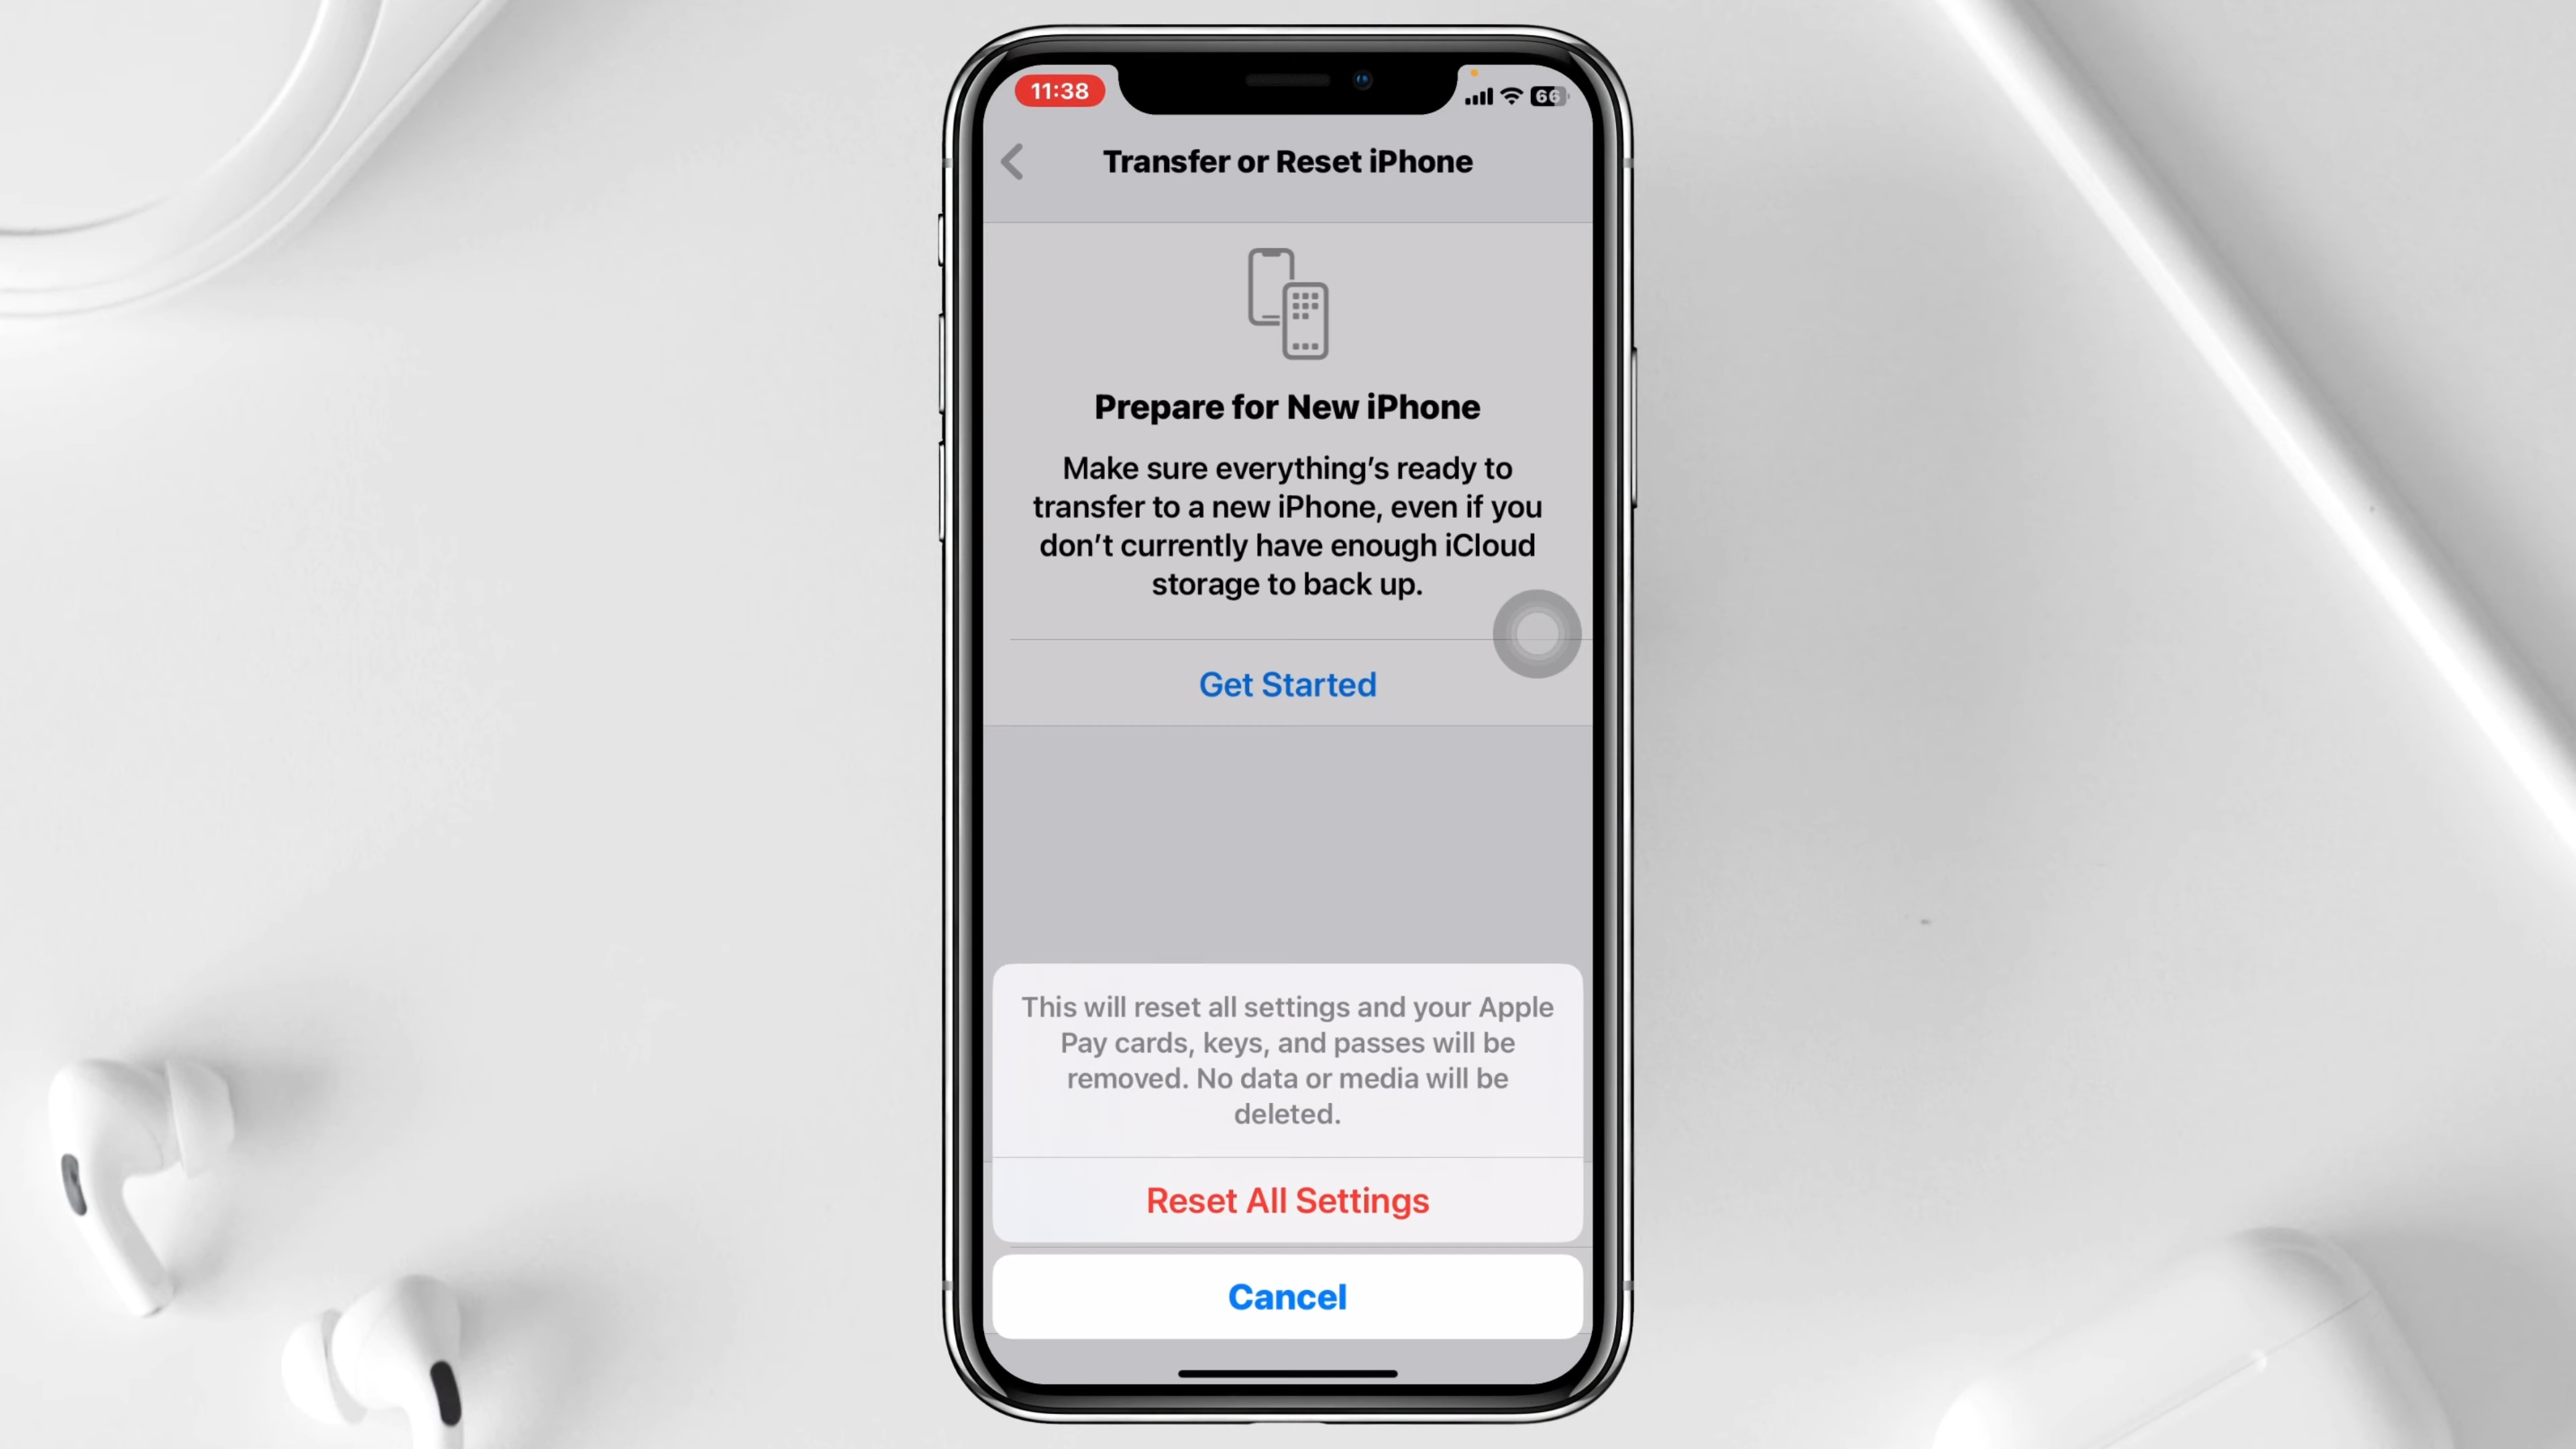 11:38
66
Transfer or Reset iPhone
Prepare for New iPhone
Make sure everything’s ready to
transfer to a new iPhone, even if you
don’t currently have enough iCloud
storage to back up.
Get Started
This will reset all settings and your Apple
Pay cards, keys, and passes will be
removed. No data or media will be
deleted.
Reset All Settings
Cancel